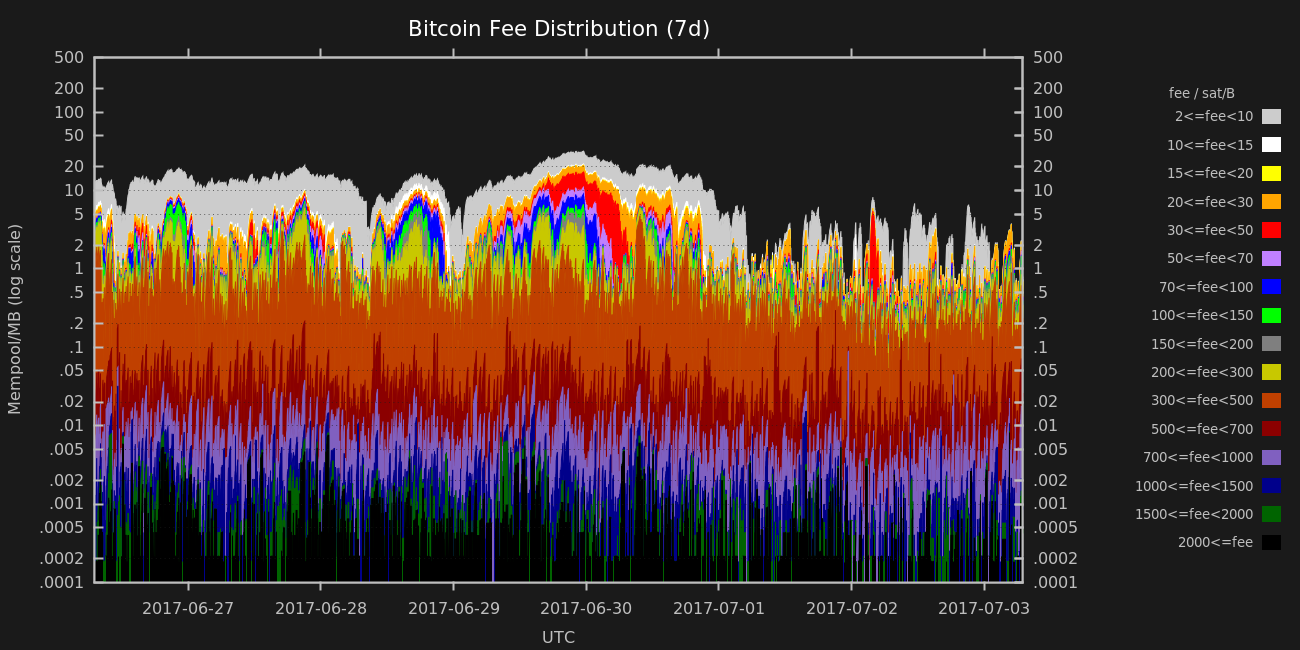 Bitcoin Fee Distribution (7d)
500
200
100
50
20
10
5
2
1
.5
.2
.1
.05
.02
.01
.005
.002
.001
.0005
.0002
.0001
Mempool/MB (log scale)
500
200
100
50
20
10
5
2
1
.5
.2
.1
.05
.02
.01
.005
.002
.001
.0005
.0002
.0001
2017-06-27 2017-06-28 2017-06-29 2017-06-30 2017-07-01 2017-07-02 2017-07-03
UTC
fee / sat/B
2<=fee<10
10<=fee<15
15<=fee<20
20<=fee<30
30<=fee<50
50<=fee<70
70<=fee<100
100<=fee<150
150<=fee<200
200<=fee<300
300<=fee<500
500<=fee<700
700<=fee<1000
1000<=fee<1500
1500<=fee<2000
2000<=fee